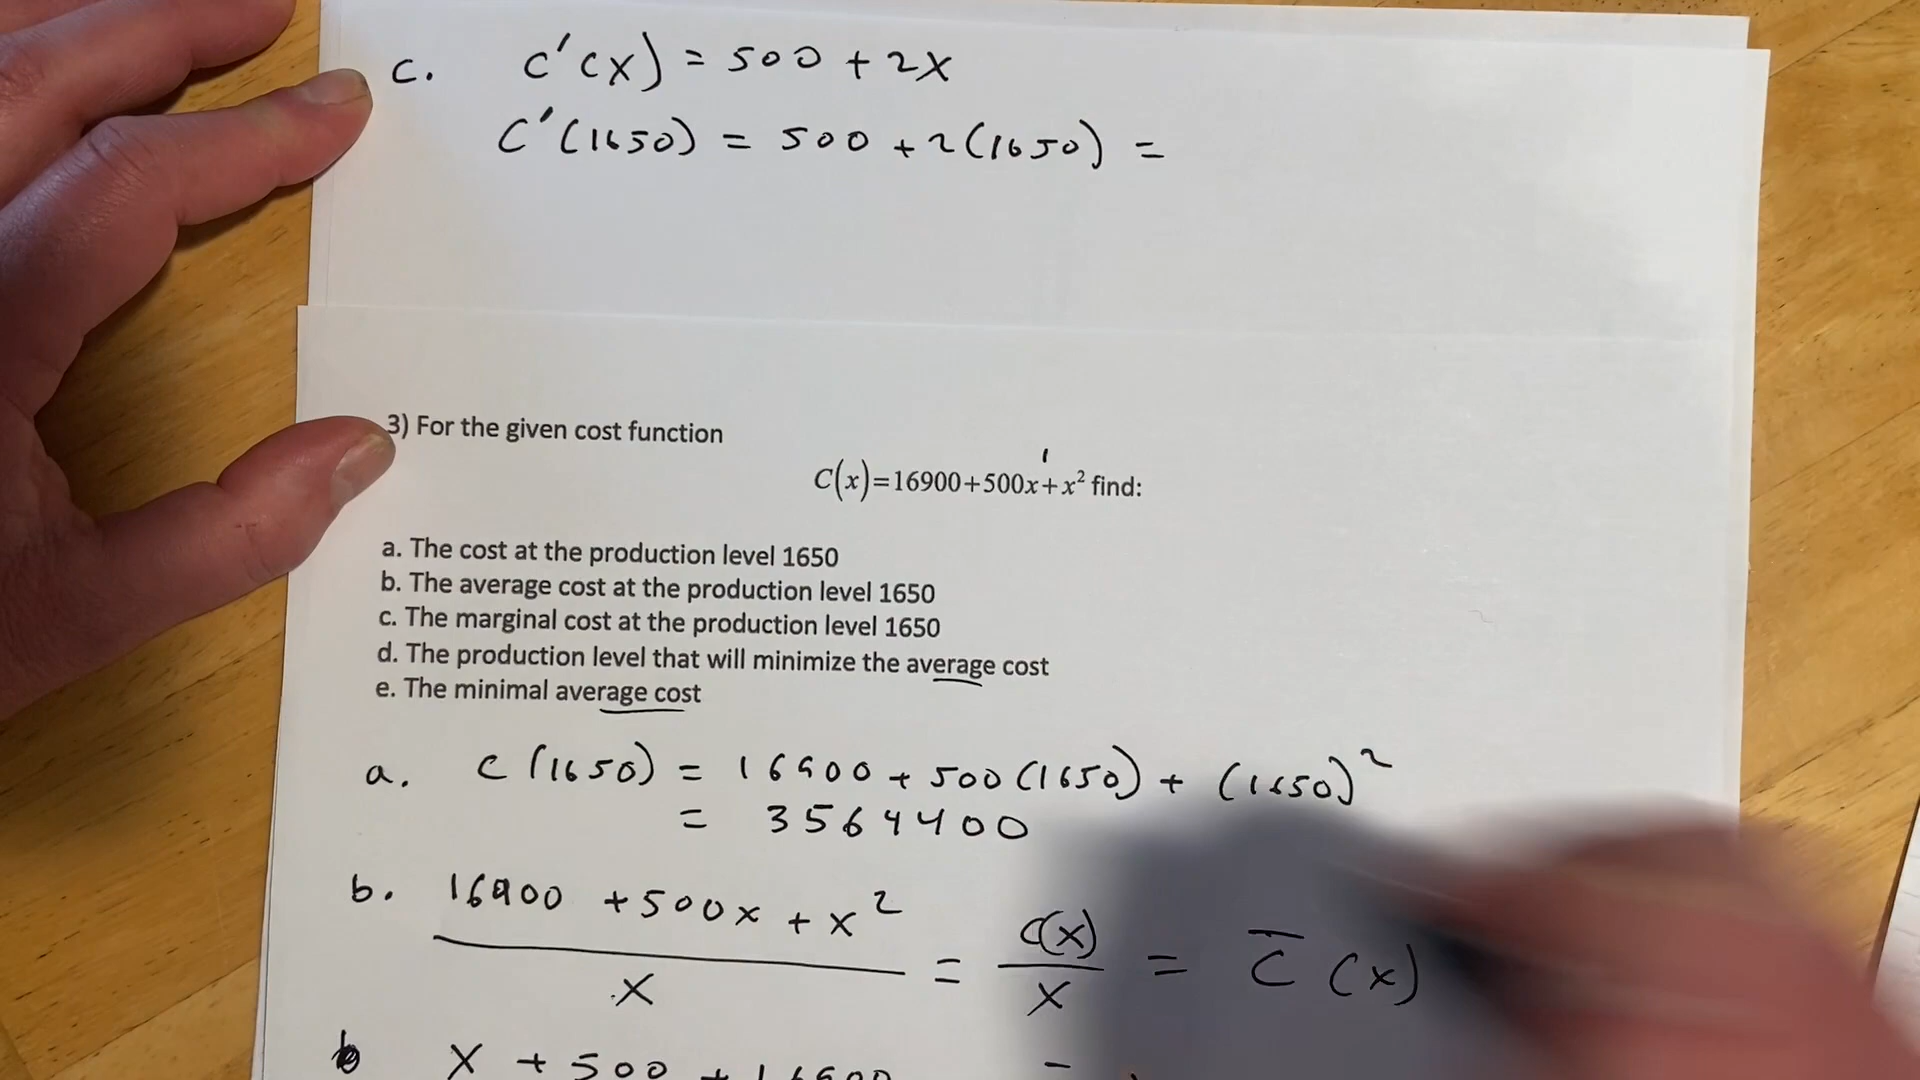 c. C'(x) = 500 + 2x
C'(1650) = 500 + 2(1650) =
3) For the given cost function
C(x)=16900+500x+x² find:
a. The cost at the production level 1650
b. The average cost at the production level 1650
c. The marginal cost at the production level 1650
d. The production level that will minimize the average cost
e. The minimal average cost
a. C(1650) = 16900 + 500(1650) + (1650)²
= 3564400
b. 16900 + 500x + x²
/ x = C(x) / x = C̅(x)
b x + 500 + 16900